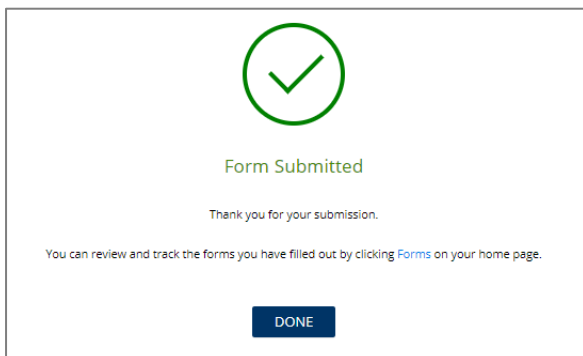 Form Submitted
Thank you for your submission.
You can review and track the forms you have filled out by clicking Forms on your home page.
DONE